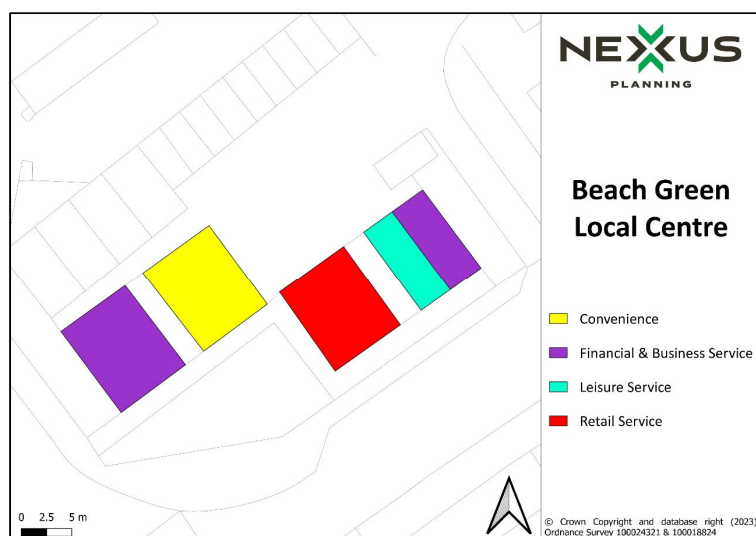 NEXUS
PLANNING
Beach Green
Local Centre
Convenience
Financial & Business Service
Leisure Service
Retail Service
0 2.5 5 m
© Crown Copyright and database right (2023)
Ordnance Survey 100024321 & 100018824